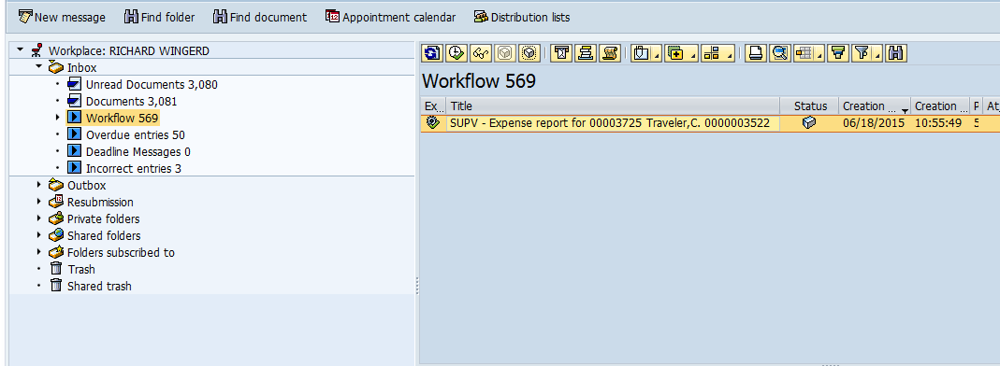 New message Find folder Find document Appointment calendar Distribution lists
Workplace: RICHARD WINGERD
Inbox
Unread Documents 3,080
Documents 3,081
Workflow 569
Overdue entries 50
Deadline Messages 0
Incorrect entries 3
Outbox
Resubmission
Private folders
Shared folders
Folders subscribed to
Trash
Shared trash
Workflow 569
Ex... Title Status Creation ... Creation ... P At
SUPV - Expense report for 00003725 Traveler,C. 0000003522 06/18/2015 10:55:49 5